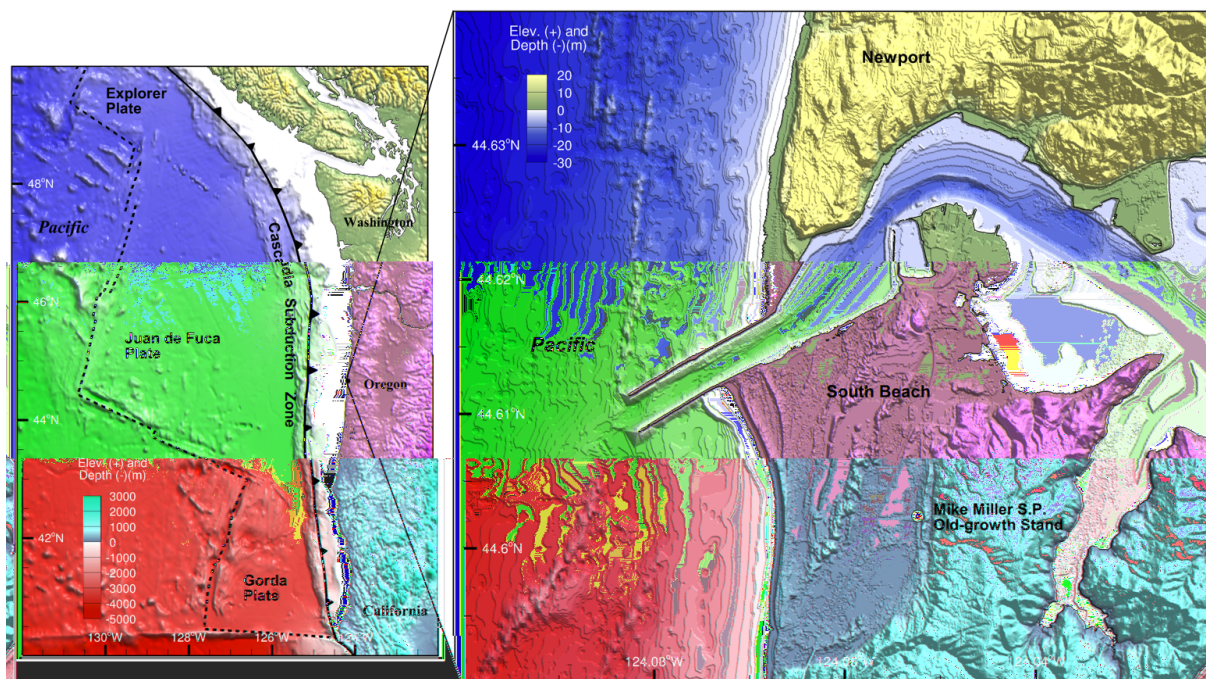 Explorer
Plate
48°N
Pacific
Washington
Cascadia Subduction Zone
46°N
Juan de Fuca
Plate
Oregon
44°N
Elev. (+) and
Depth (-)(m)
3000
2000
1000
0
-1000
-2000
-3000
-4000
-5000
42°N
Gorda
Plate
California
130°W
128°W
126°W
Elev. (+) and
Depth (-)(m)
20
10
0
-10
-20
-30
Newport
44.63°N
44.62°N
Pacific
44.61°N
South Beach
Mike Miller S.P.
Old-growth Stand
44.6°N
124.08°W